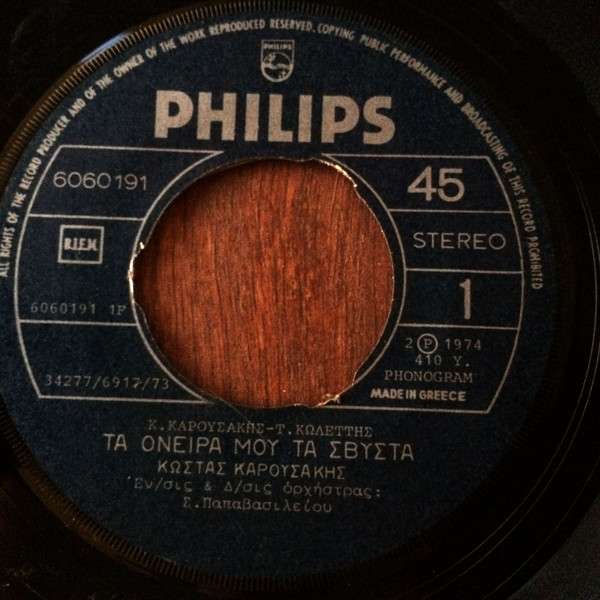 ALL RIGHTS OF THE RECORD PRODUCER AND OF THE OWNER OF THE WORK REPRODUCED RESERVED. COPYING PUBLIC PERFORMANCE AND BROADCASTING OF THIS RECORD PROHIBITED
PHILIPS
PHILIPS
6060191
45
B.I.E.M.
STEREO
6060191 1F
1
2 Ⓟ 1974
410 Y.
34277/6917/73
PHONOGRAM
MADE IN GREECE
Κ. ΚΑΡΟΥΣΑΚΗΣ-Τ. ΚΩΛΕΤΤΗΣ
ΤΑ ΟΝΕΙΡΑ ΜΟΥ ΤΑ ΣΒΥΣΤΑ
ΚΩΣΤΑΣ ΚΑΡΟΥΣΑΚΗΣ
Ἐν/σις & Δ/σις ὀρχήστρας:
Σ.Παπαβασιλείου